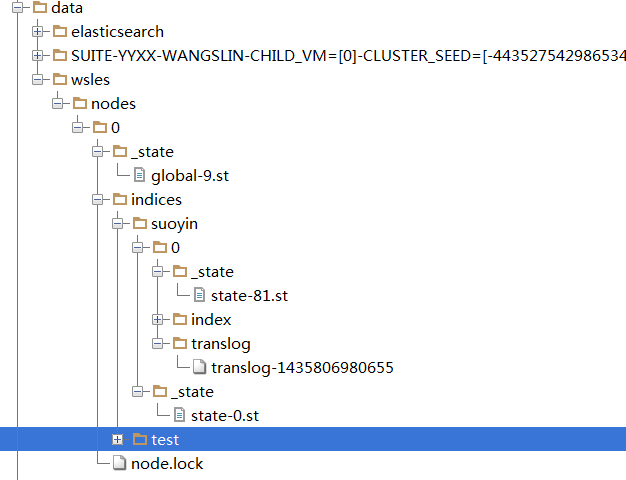 data
elasticsearch
SUITE-YYXX-WANGSLIN-CHILD_VM=[0]-CLUSTER_SEED=[-443527542986534
wsles
nodes
0
_state
global-9.st
indices
suoyin
0
_state
state-81.st
index
translog
translog-1435806980655
_state
state-0.st
test
node.lock